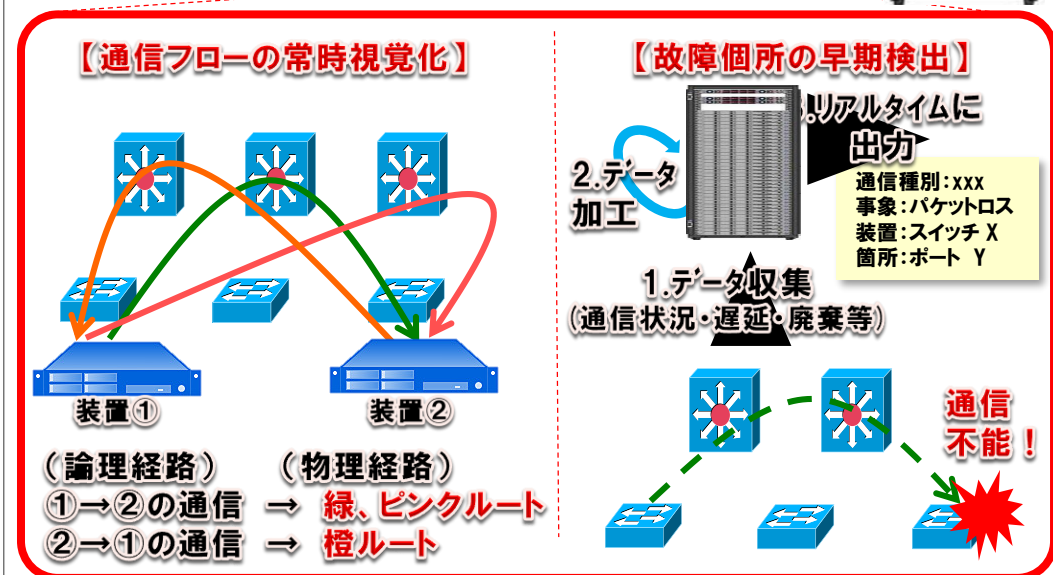 【通信フローの常時視覚化】
装置①
装置②
(論理経路) (物理経路)
①→②の通信 → 緑、ピンクルート
②→①の通信 → 橙ルート
【故障個所の早期検出】
.リアルタイムに
出力
2.データ
加工
通信種別:xxx
事象:パケットロス
装置:スイッチ X
箇所:ポート Y
1.データ収集
(通信状況・遅延・廃棄等)
通信
不能!